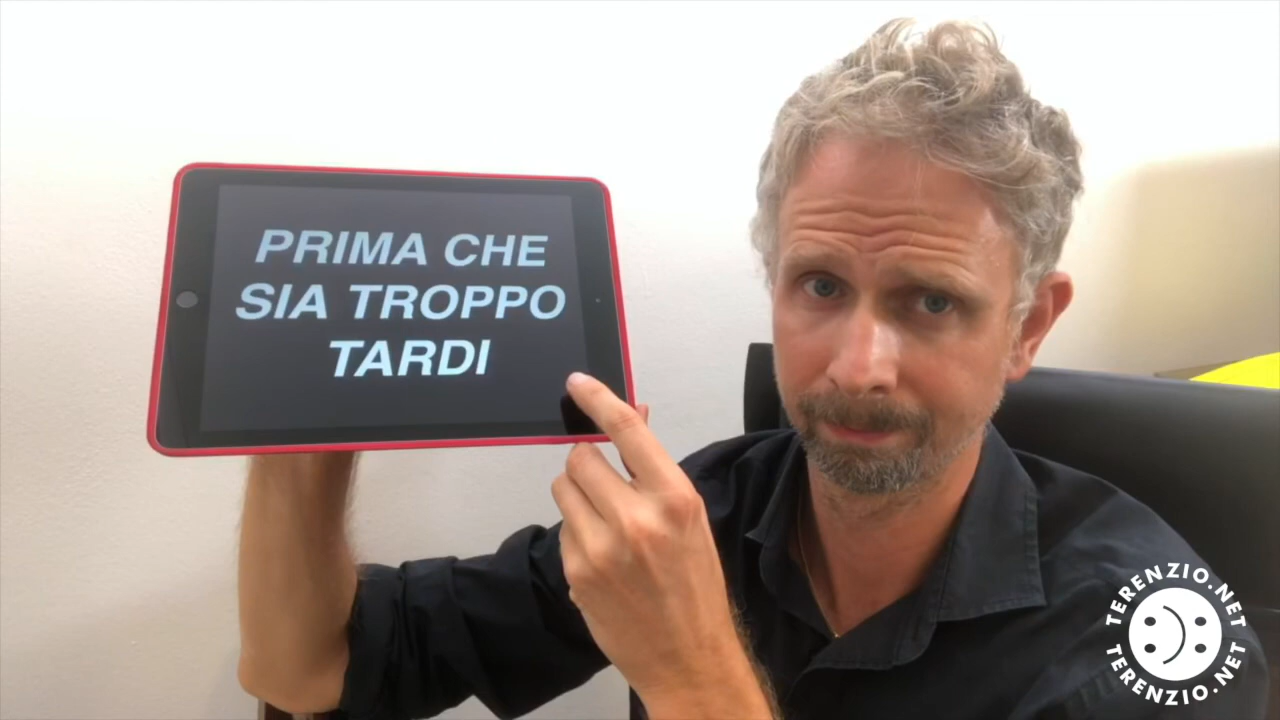 PRIMA CHE
SIA TROPPO
TARDI
TERENZIO.NET
TERENZIO.NET